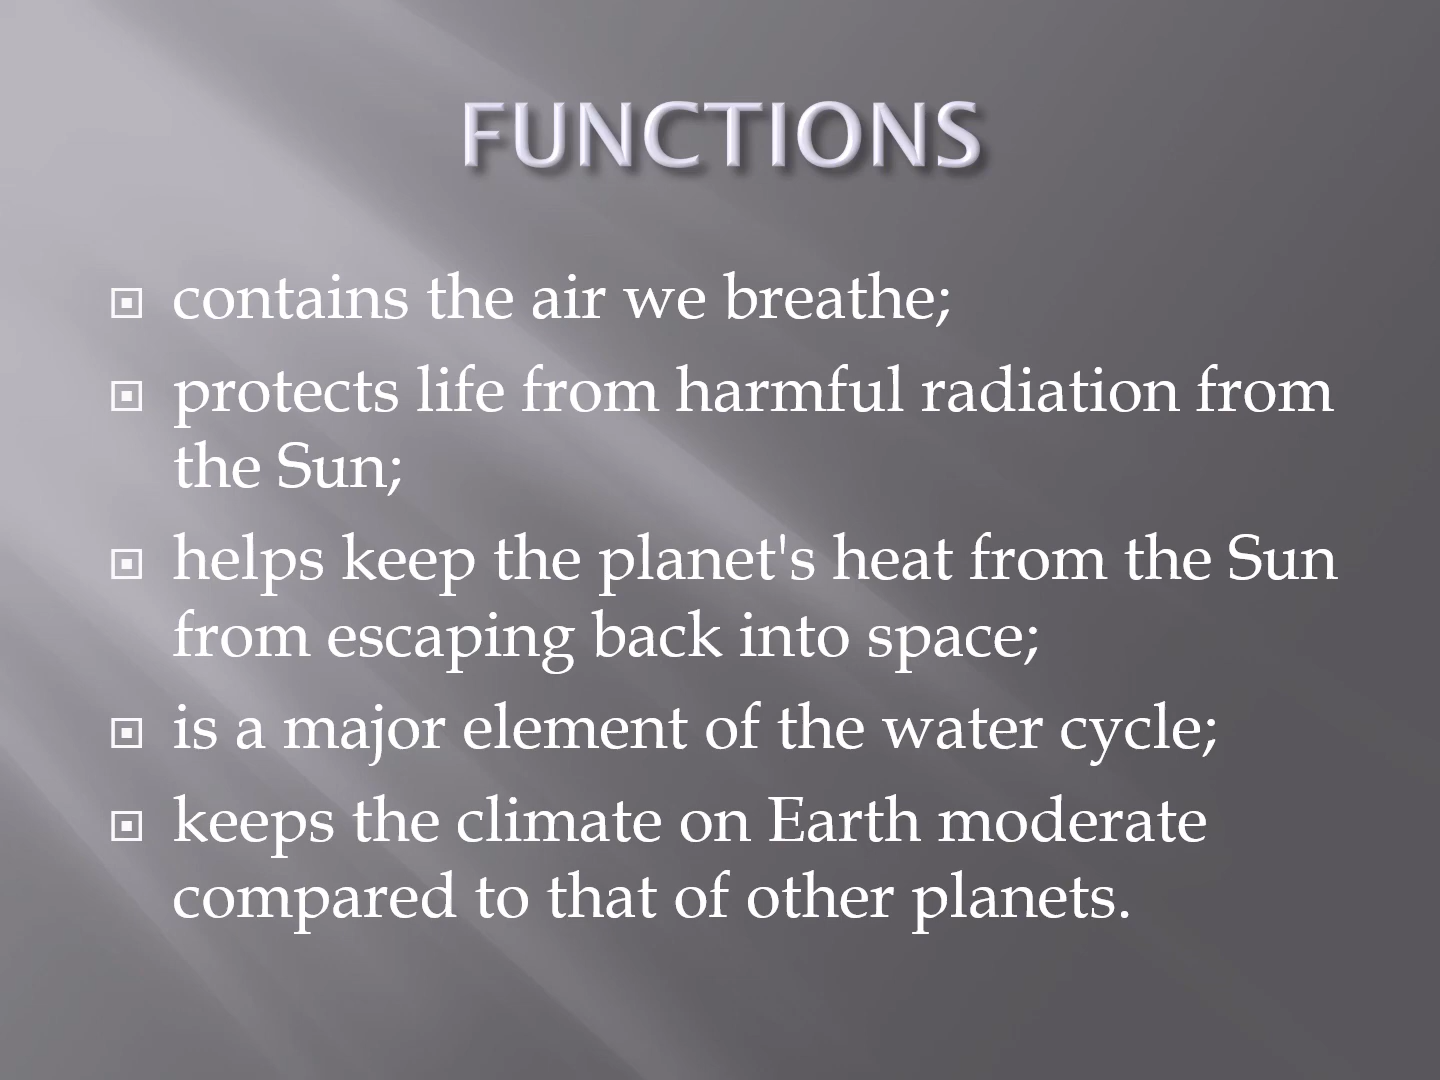 FUNCTIONS
contains the air we breathe;
protects life from harmful radiation from
the Sun;
helps keep the planet's heat from the Sun
from escaping back into space;
is a major element of the water cycle;
keeps the climate on Earth moderate
compared to that of other planets.